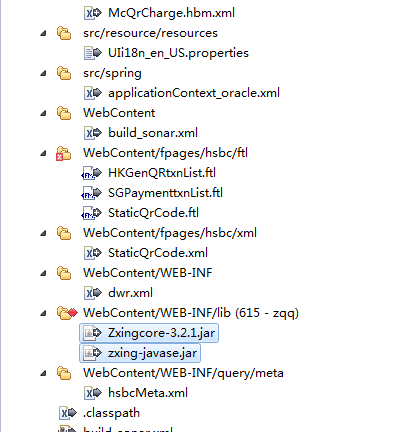 McQrCharge.hbm.xml
src/resource/resources
UIi18n_en_US.properties
src/spring
applicationContext_oracle.xml
WebContent
build_sonar.xml
WebContent/fpages/hsbc/ftl
HKGenQRtxnList.ftl
SGPaymenttxnList.ftl
StaticQrCode.ftl
WebContent/fpages/hsbc/xml
StaticQrCode.xml
WebContent/WEB-INF
dwr.xml
WebContent/WEB-INF/lib (615 - zqq)
Zxingcore-3.2.1.jar
zxing-javase.jar
WebContent/WEB-INF/query/meta
hsbcMeta.xml
.classpath
build_sonar.xml